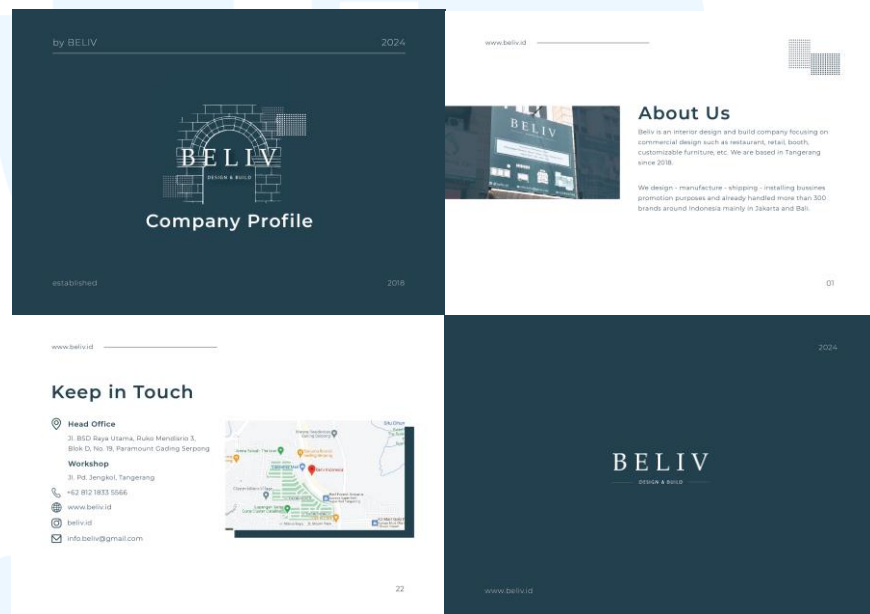 by BELIV
2024
BELIV
DESIGN & BUILD
Company Profile
established
2018
www.beliv.id
BELIV
About Us
Beliv is an interior design and build company focusing on
commercial design such as restaurant, retail, booth,
customizable furniture, etc. We are based in Tangerang
since 2018.
We design - manufacture - shipping - installing bussines
promotion purposes and already handled more than 300
brands around Indonesia mainly in Jakarta and Bali.
01
www.beliv.id
Keep in Touch
Head Office
Jl. BSD Raya Utama, Ruko Mendiario 3,
Blok D, No. 19, Paramount Gading Serpong
Workshop
Jl. Pd. Jengkol, Tangerang
+62 812 1833 5566
www.beliv.id
beliv.id
info.beliv@gmail.com
22
2024
BELIV
DESIGN & BUILD
www.beliv.id